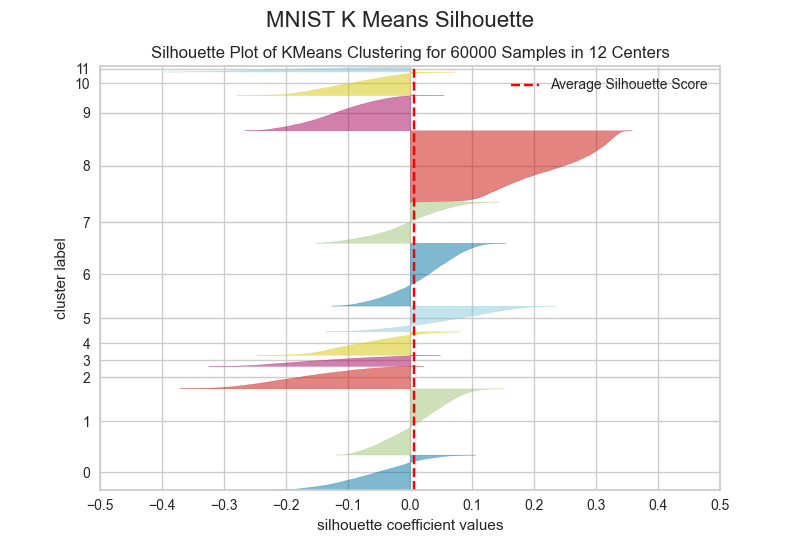 MNIST K Means Silhouette
Silhouette Plot of KMeans Clustering for 60000 Samples in 12 Centers
Average Silhouette Score
cluster label
11
10
9
8
7
6
5
4
3
2
1
0
−0.5 −0.4 −0.3 −0.2 −0.1 0.0 0.1 0.2 0.3 0.4 0.5
silhouette coefficient values